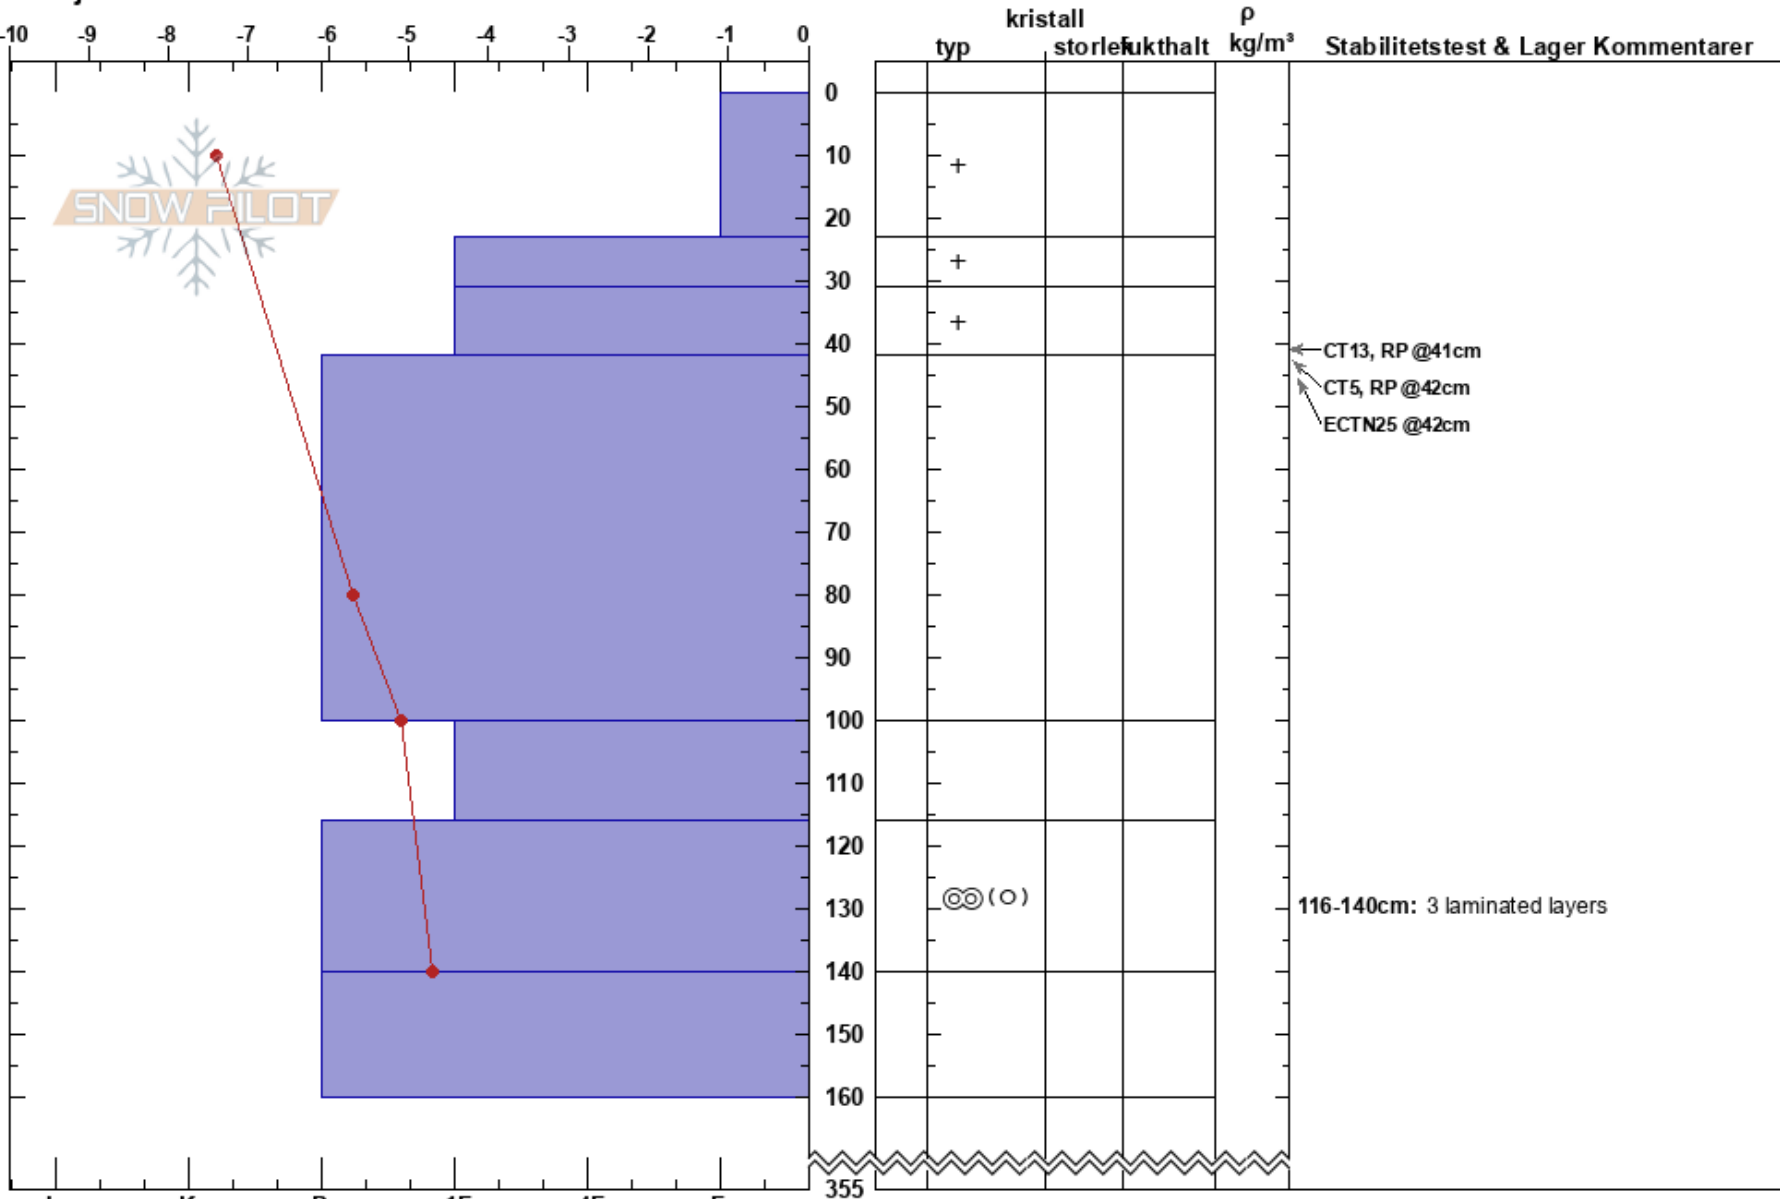 kristall ρ
-10 -9 -8 -7 -6 -5 -4 -3 -2 -1 0 typ storlek fukthalt kg/m³ Stabilitetstest & Lager Kommentarer
0
10
SNOW PILOT
20
30
40
CT13, RP @41cm
CT5, RP @42cm
50
ECTN25 @42cm
60
70
80
90
100
110
120
130 116-140cm: 3 laminated layers
140
150
160
355